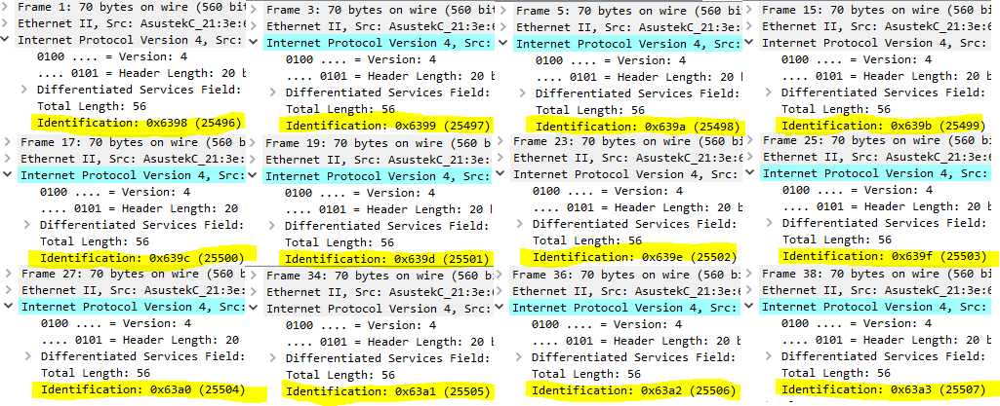 Frame 1: 70 bytes on wire (560 bit
Ethernet II, Src: AsustekC_21:3e:6
Internet Protocol Version 4, Src:
0100 .... = Version: 4
.... 0101 = Header Length: 20 b
Differentiated Services Field:
Total Length: 56
Identification: 0x6398 (25496)
Frame 3: 70 bytes on wire (560 b
Ethernet II, Src: AsustekC_21:3e:
Internet Protocol Version 4, Src:
0100 .... = Version: 4
.... 0101 = Header Length: 20 b
Differentiated Services Field:
Total Length: 56
Identification: 0x6399 (25497)
Frame 5: 70 bytes on wire (560 bi
Ethernet II, Src: AsustekC_21:3e:
Internet Protocol Version 4, Src:
0100 .... = Version: 4
.... 0101 = Header Length: 20 b
Differentiated Services Field:
Total Length: 56
Identification: 0x639a (25498)
Frame 15: 70 bytes on wire (560
Ethernet II, Src: AsustekC_21:3e:6
Internet Protocol Version 4, Src:
0100 .... = Version: 4
.... 0101 = Header Length: 20 b
Differentiated Services Field:
Total Length: 56
Identification: 0x639b (25499)
Frame 17: 70 bytes on wire (560 b
Ethernet II, Src: AsustekC_21:3e:
Internet Protocol Version 4, Src:
0100 .... = Version: 4
.... 0101 = Header Length: 20
Differentiated Services Field:
Total Length: 56
Identification: 0x639c (25500)
Frame 19: 70 bytes on wire (560 b
Ethernet II, Src: AsustekC_21:3e:
Internet Protocol Version 4, Src:
0100 .... = Version: 4
.... 0101 = Header Length: 20 b
Differentiated Services Field:
Total Length: 56
Identification: 0x639d (25501)
Frame 23: 70 bytes on wire (560 b
Ethernet II, Src: AsustekC_21:3e:
Internet Protocol Version 4, Src:
0100 .... = Version: 4
.... 0101 = Header Length: 20 b
Differentiated Services Field:
Total Length: 56
Identification: 0x639e (25502)
Frame 25: 70 bytes on wire (560 bi
Ethernet II, Src: AsustekC_21:3e:6
Internet Protocol Version 4, Src:
0100 .... = Version: 4
.... 0101 = Header Length: 20 b
Differentiated Services Field:
Total Length: 56
Identification: 0x639f (25503)
Frame 27: 70 bytes on wire (560 b
Ethernet II, Src: AsustekC_21:3e:
Internet Protocol Version 4, Src:
0100 .... = Version: 4
.... 0101 = Header Length: 20
Differentiated Services Field:
Total Length: 56
Identification: 0x63a0 (25504)
Frame 34: 70 bytes on wire (560 b
Ethernet II, Src: AsustekC_21:3e:
Internet Protocol Version 4, Src:
0100 .... = Version: 4
.... 0101 = Header Length: 20 b
Differentiated Services Field:
Total Length: 56
Identification: 0x63a1 (25505)
Frame 36: 70 bytes on wire (560 b
Ethernet II, Src: AsustekC_21:3e:
Internet Protocol Version 4, Src:
0100 .... = Version: 4
.... 0101 = Header Length: 20 b
Differentiated Services Field:
Total Length: 56
Identification: 0x63a2 (25506)
Frame 38: 70 bytes on wire (560 bi
Ethernet II, Src: AsustekC_21:3e:6
Internet Protocol Version 4, Src:
0100 .... = Version: 4
.... 0101 = Header Length: 20 b
Differentiated Services Field:
Total Length: 56
Identification: 0x63a3 (25507)